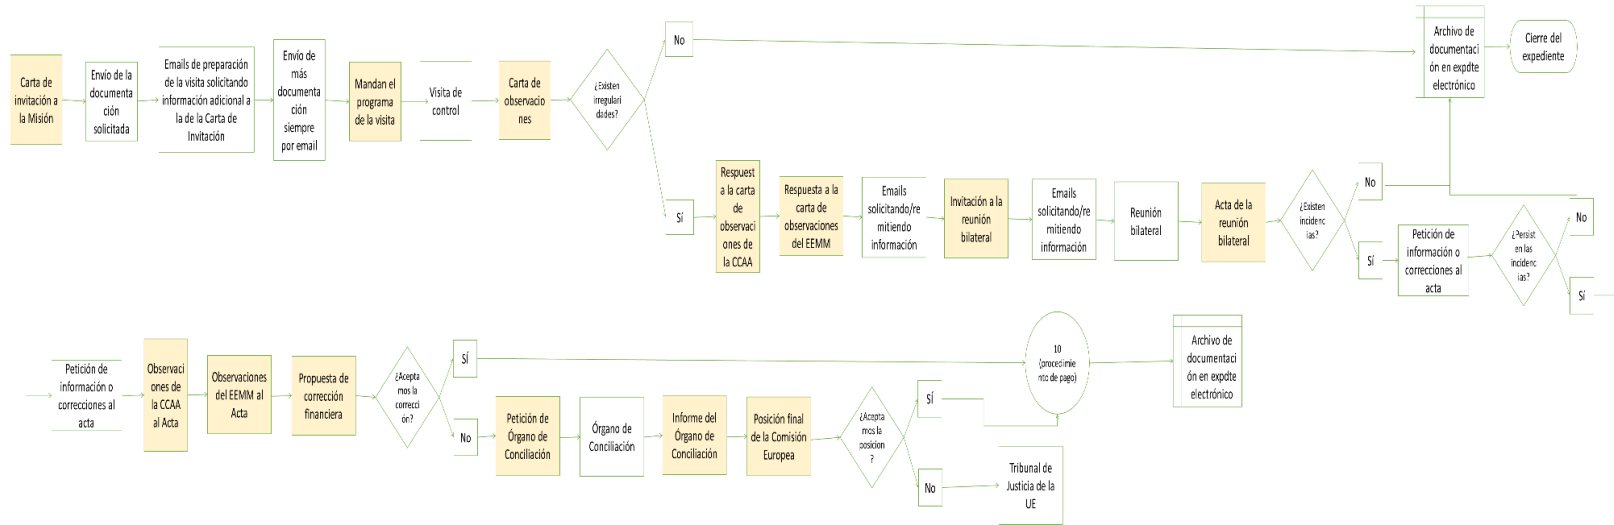 Carta de
invitación a
la Misión
Envío de la
documenta
ción
solicitada
Emails de preparación
de la visita solicitando
información adicional a
la de la Carta de
Invitación
Envío de
más
documenta
ción
siempre
por email
Mandan el
programa
de la visita
Visita de
control
Carta de
observacio
nes
¿Existen
irregulari
dades?
No
Archivo de
documentaci
ón en expdte
electrónico
Cierre del
expediente
Sí
Respuest
a la carta
de
observaci
ones de
la CCAA
Respuesta a la
carta de
observaciones
del EEMM
Emails
solicitando/re
mitiendo
información
Invitación a la
reunión
bilateral
Emails
solicitando/re
mitiendo
información
Reunión
bilateral
Acta de la
reunión
bilateral
¿Existen
incidenc
ias?
No
Sí
Petición de
información o
correcciones al
acta
¿Persist
en las
incidenc
ias?
No
Sí
Petición de
información o
correcciones al
acta
Observaci
ones de
la CCAA
al Acta
Observaciones
del EEMM al
Acta
Propuesta de
corrección
financiera
¿Acepta
mos la
correcci
ón?
Sí
10
(procedimie
nto de pago)
Archivo de
documentaci
ón en expdte
electrónico
No
Petición de
Órgano de
Conciliación
Órgano de
Conciliación
Informe del
Órgano de
Conciliación
Posición final
de la Comisión
Europea
¿Acepta
mos la
posicion
?
Sí
No
Tribunal de
Justicia de la
UE